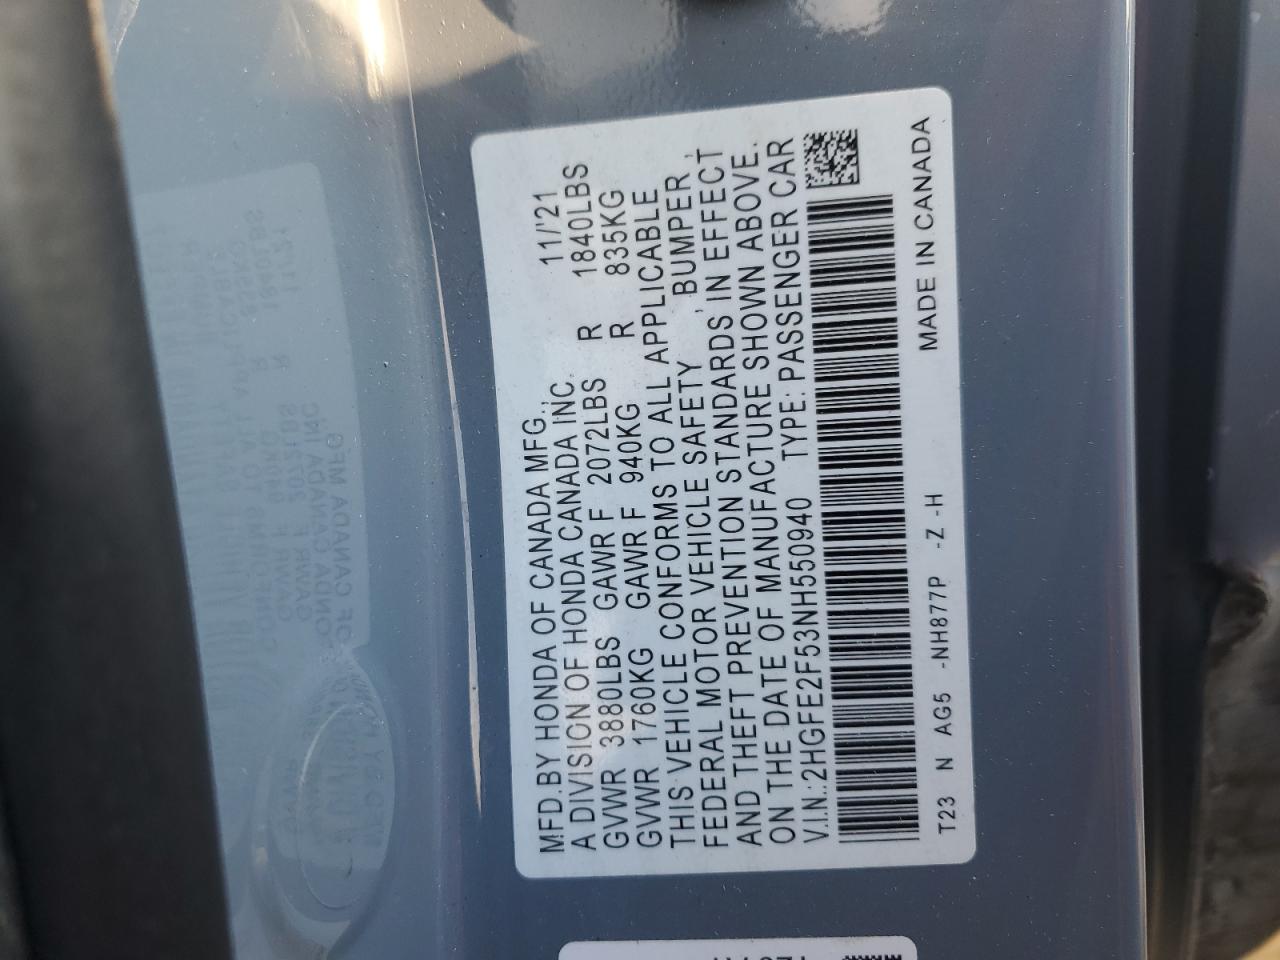 MFD.BY HONDA OF CANADA MFG., 11/'21
A DIVISION OF HONDA CANADA INC.
GVWR 3880LBS GAWR F 2072LBS R 1840LBS
GVWR 1760KG GAWR F 940KG R 835KG
THIS VEHICLE CONFORMS TO ALL APPLICABLE
FEDERAL MOTOR VEHICLE SAFETY , BUMPER ,
AND THEFT PREVENTION STANDARDS IN EFFECT
ON THE DATE OF MANUFACTURE SHOWN ABOVE.
V.I.N.:2HGFE2F53NH550940 TYPE: PASSENGER CAR
T23 N AG5 -NH877P -Z -H MADE IN CANADA